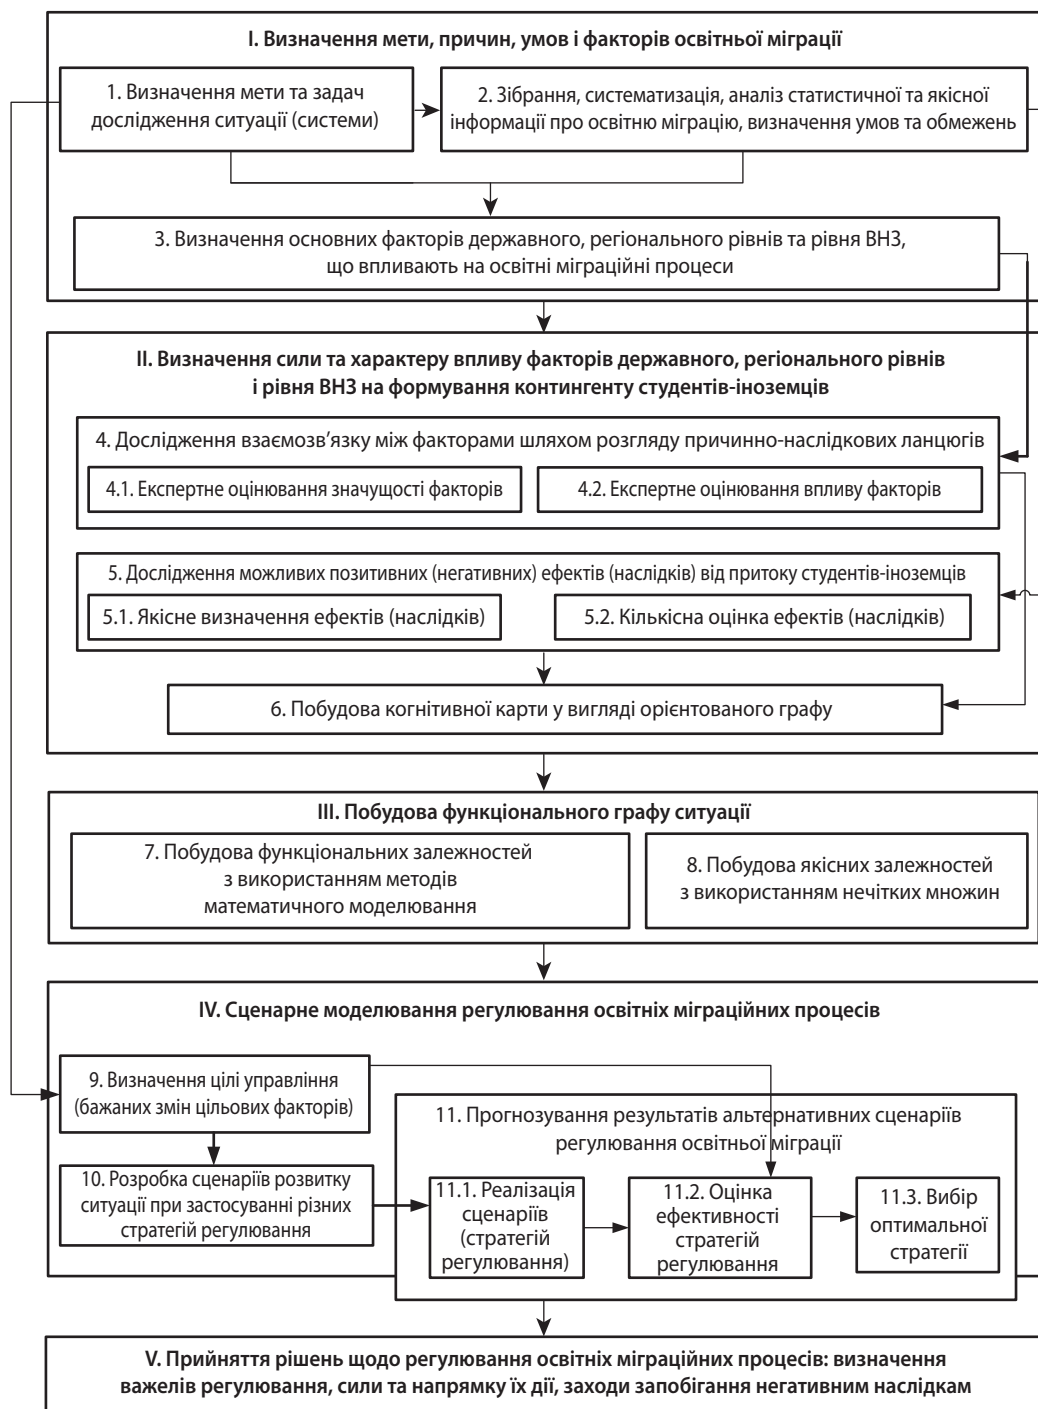 I. Визначення мети, причин, умов і факторів освітньої міграції
1. Визначення мети та задач
дослідження ситуації (системи)
2. Зібрання, систематизація, аналіз статистичної та якісної
інформації про освітню міграцію, визначення умов та обмежень
3. Визначення основних факторів державного, регіонального рівнів та рівня ВНЗ,
що впливають на освітні міграційні процеси
II. Визначення сили та характеру впливу факторів державного, регіонального рівнів
і рівня ВНЗ на формування контингенту студентів-іноземців
4. Дослідження взаємозв’язку між факторами шляхом розгляду причинно-наслідкових ланцюгів
4.1. Експертне оцінювання значущості факторів
4.2. Експертне оцінювання впливу факторів
5. Дослідження можливих позитивних (негативних) ефектів (наслідків) від притоку студентів-іноземців
5.1. Якісне визначення ефектів (наслідків)
5.2. Кількісна оцінка ефектів (наслідків)
6. Побудова когнітивної карти у вигляді орієнтованого графу
III. Побудова функціонального графу ситуації
7. Побудова функціональних залежностей
з використанням методів
математичного моделювання
8. Побудова якісних залежностей
з використанням нечітких множин
IV. Сценарне моделювання регулювання освітніх міграційних процесів
9. Визначення цілі управління
(бажаних змін цільових факторів)
10. Розробка сценаріїв розвитку
ситуації при застосуванні різних
стратегій регулювання
11. Прогнозування результатів альтернативних сценаріїв
регулювання освітньої міграції
11.1. Реалізація
сценаріїв
(стратегій
регулювання)
11.2. Оцінка
ефективності
стратегій
регулювання
11.3. Вибір
оптимальної
стратегії
V. Прийняття рішень щодо регулювання освітніх міграційних процесів: визначення
важелів регулювання, сили та напрямку їх дії, заходи запобігання негативним наслідкам